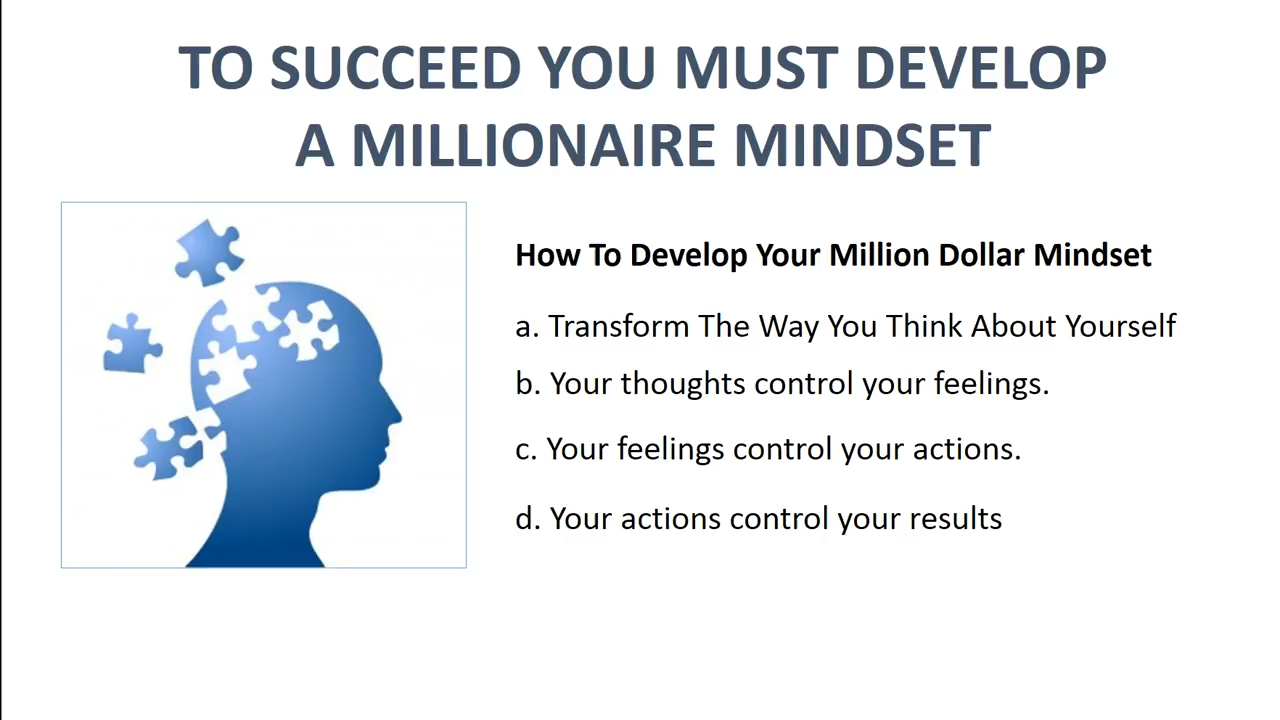 TO SUCCEED YOU MUST DEVELOP
A MILLIONAIRE MINDSET
How To Develop Your Million Dollar Mindset
a. Transform The Way You Think About Yourself
b. Your thoughts control your feelings.
c. Your feelings control your actions.
d. Your actions control your results